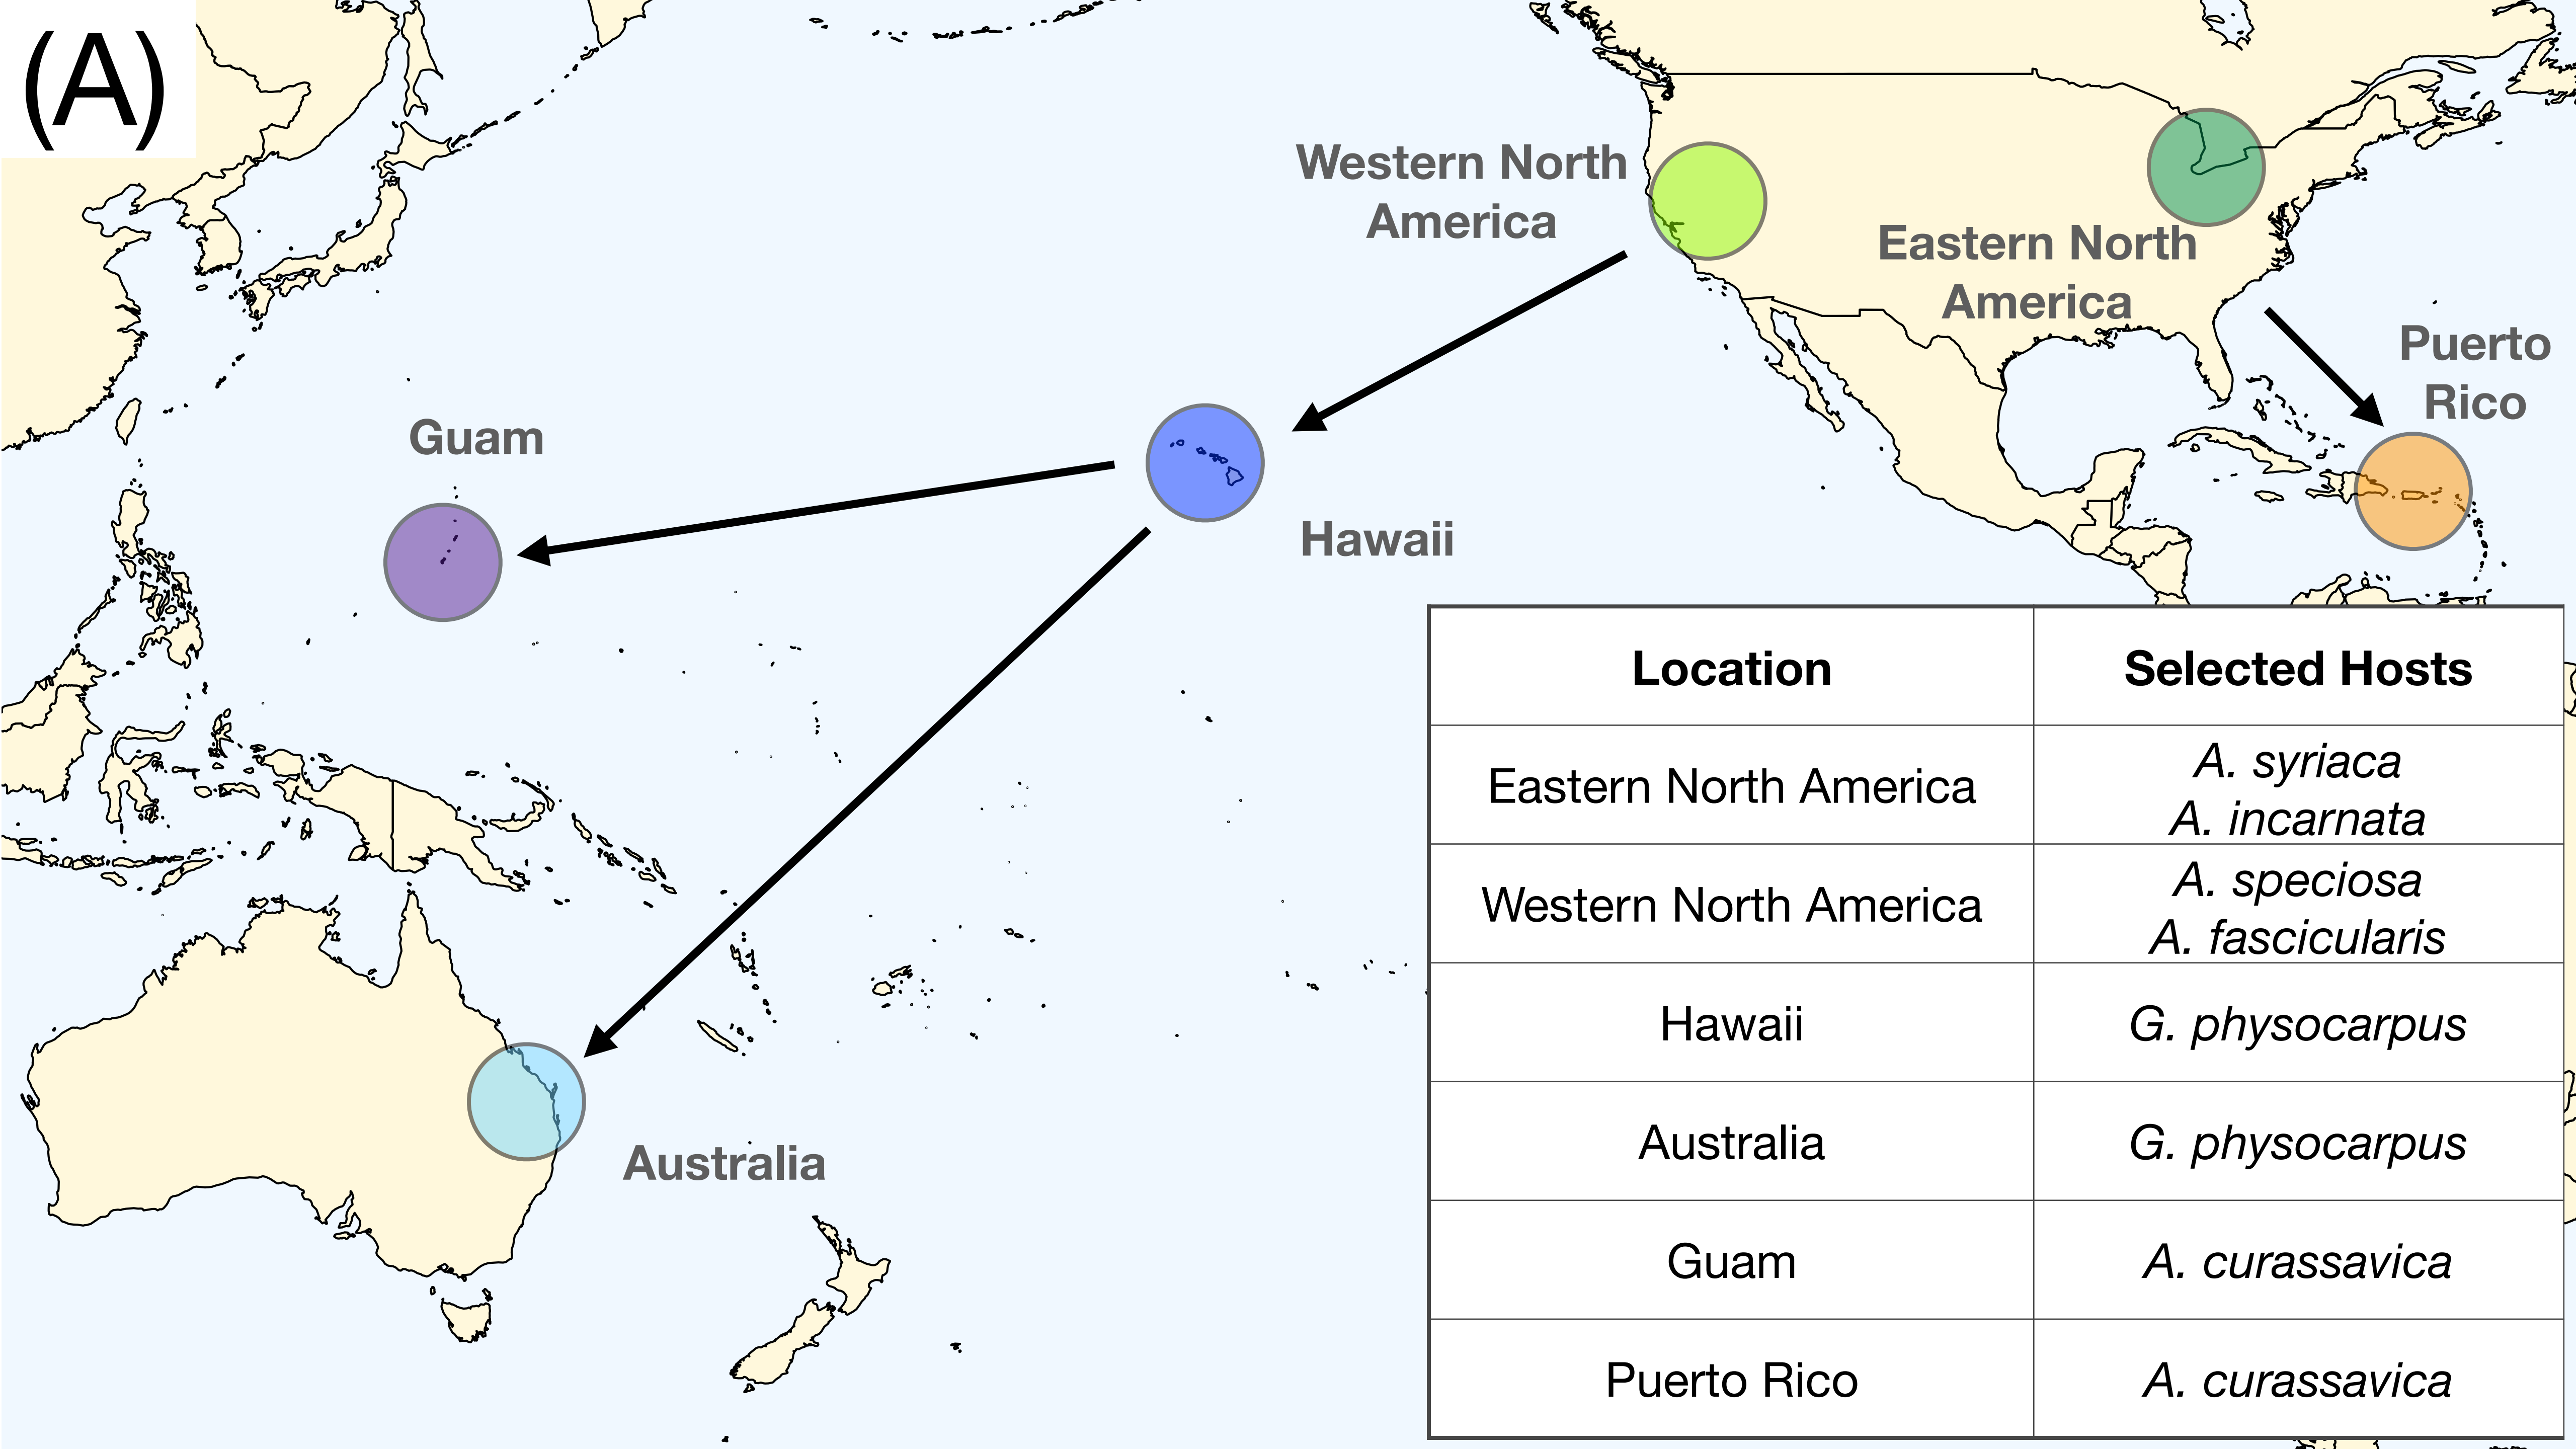 (A)
Western North
America
Eastern North
America
Puerto
Rico
Guam
Hawaii
Australia
Location Selected Hosts
Eastern North America A. syriaca
A. incarnata
Western North America A. speciosa
A. fascicularis
Hawaii G. physocarpus
Australia G. physocarpus
Guam A. curassavica
Puerto Rico A. curassavica